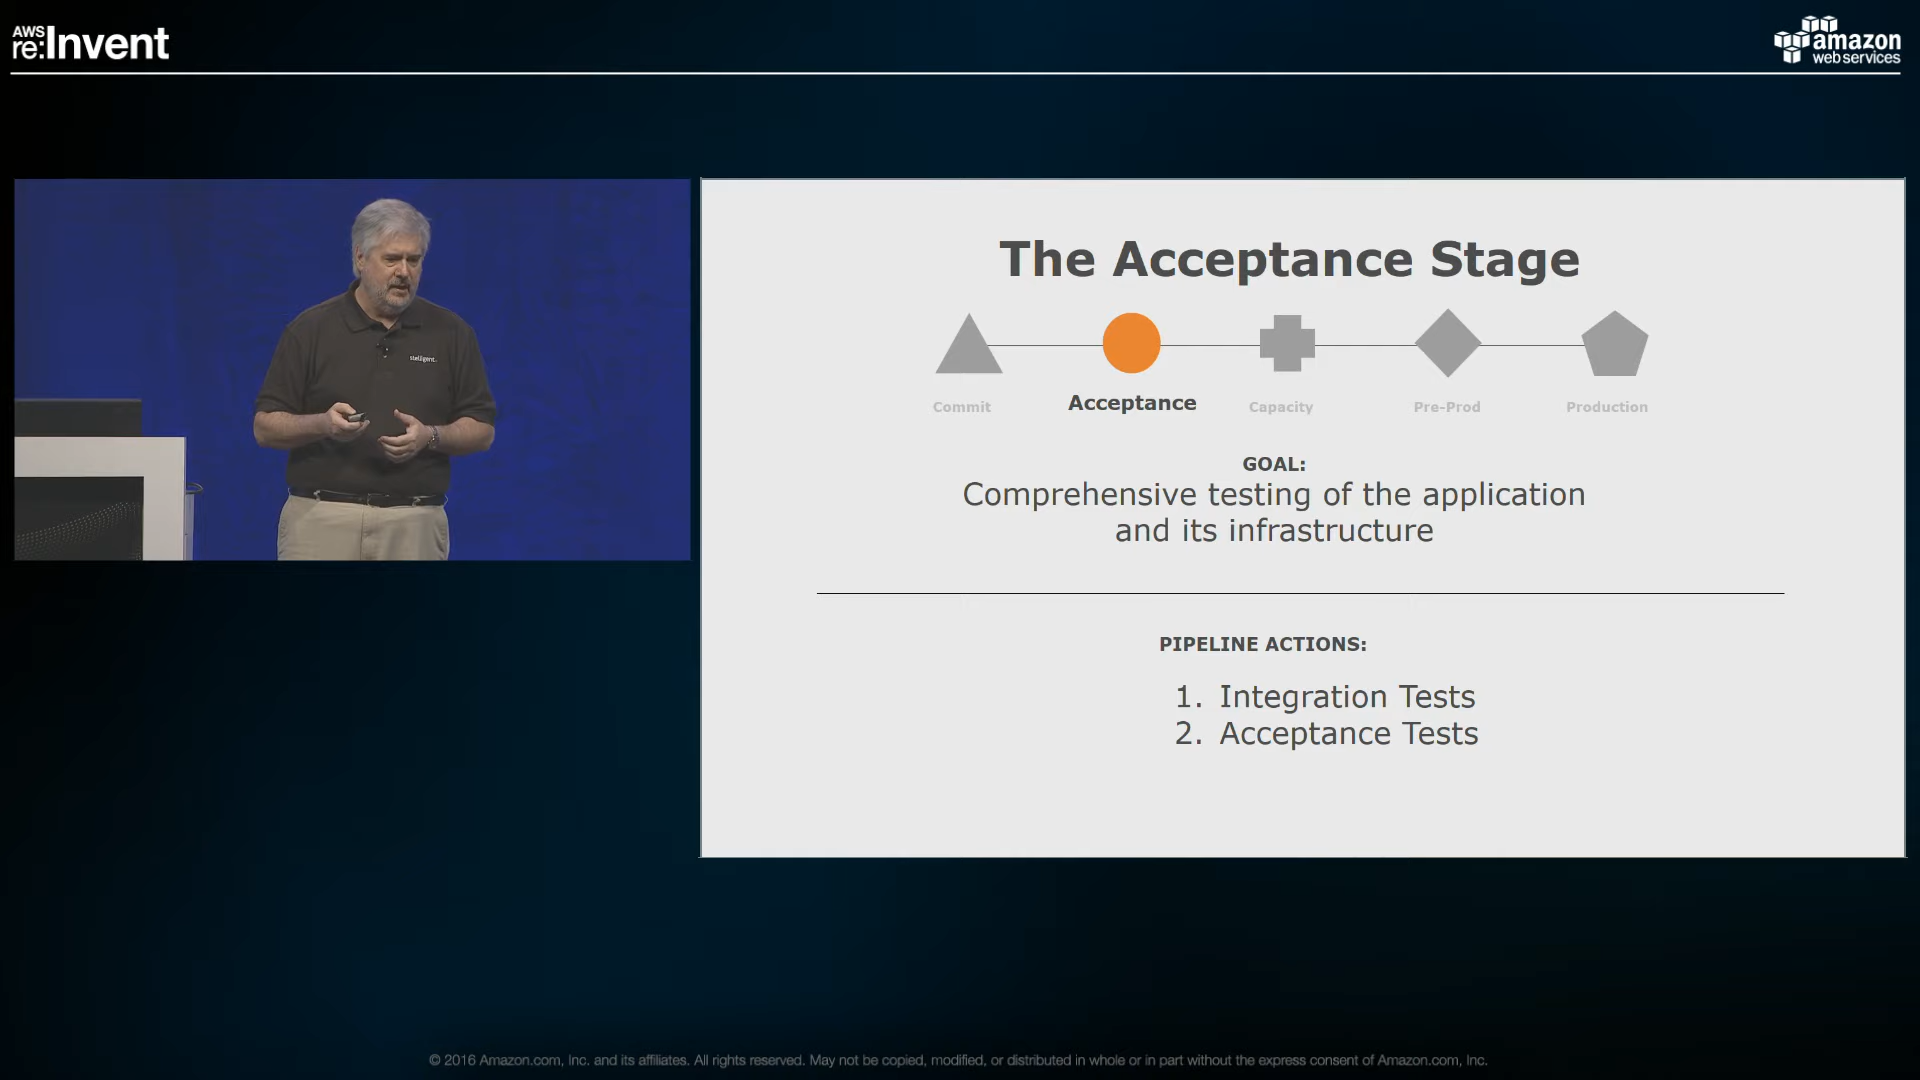 AWS
re:Invent
amazon
web services
stelligent
The Acceptance Stage
Commit
Acceptance
Capacity
Pre-Prod
Production
GOAL:
Comprehensive testing of the application
and its infrastructure
PIPELINE ACTIONS:
1. Integration Tests
2. Acceptance Tests
© 2016 Amazon.com, Inc. and its affiliates. All rights reserved. May not be copied, modified, or distributed in whole or in part without the express consent of Amazon.com, Inc.